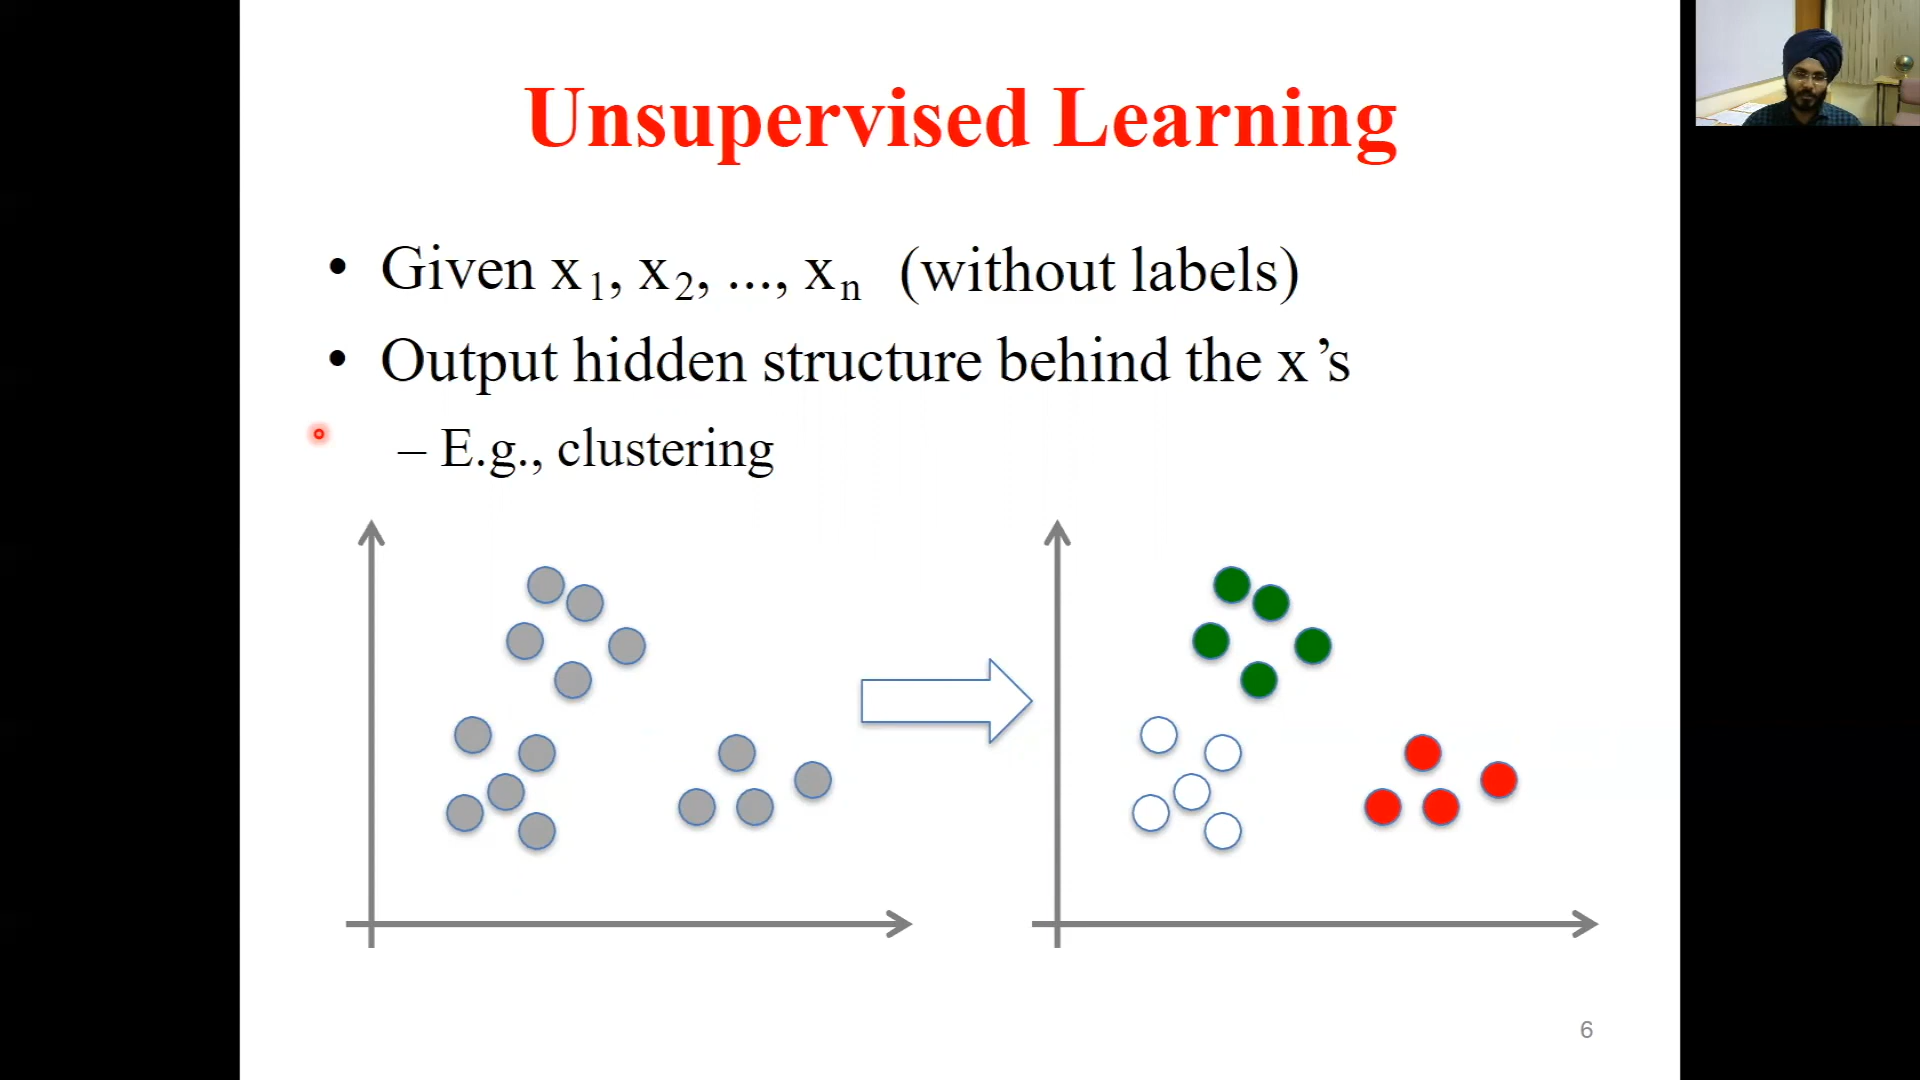 Unsupervised Learning
• Given x1, x2, ..., xn (without labels)
• Output hidden structure behind the x’s
– E.g., clustering
6